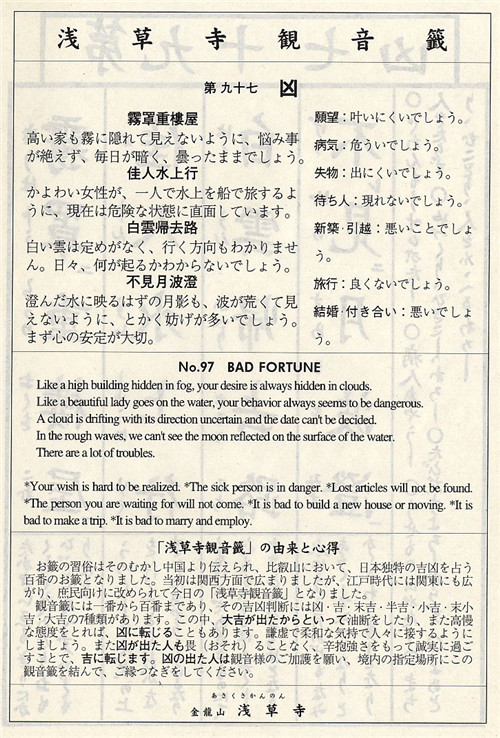 浅草寺観音籤
第九十七 凶
霧罩重樓屋
高い家も霧に隠れて見えないように、悩み事
が絶えず、毎日が暗く、曇ったままでしょう。
佳人水上行
かよわい女性が、一人で水上を船で旅するよ
うに、現在は危険な状態に直面しています。
白雲帰去路
白い雲は定めがなく、行く方向もわかりませ
ん。日々、何が起るかわからないでしょう。
不見月波澄
澄んだ水に映るはずの月影も、波が荒くて見
えないように、とかく妨げが多いでしょう。
まず心の安定が大切。
願望：叶いにくいでしょう。
病気：危ういでしょう。
失物：出にくいでしょう。
待ち人：現れないでしょう。
新築・引越：悪いことでしょ
う。
旅行：良くないでしょう。
結婚・付き合い：悪いでしょ
う。
No.97 BAD FORTUNE
Like a high building hidden in fog, your desire is always hidden in clouds.
Like a beautiful lady goes on the water, your behavior always seems to be dangerous.
A cloud is drifting with its direction uncertain and the date can't be decided.
In the rough waves, we can't see the moon reflected on the surface of the water.
There are a lot of troubles.
*Your wish is hard to be realized. *The sick person is in danger. *Lost articles will not be found.
*The person you are waiting for will not come. *It is bad to build a new house or moving. *It is
bad to make a trip. *It is bad to marry and employ.
「浅草寺観音籤」の由来と心得
お籤の習俗はそのむかし中国より伝えられ、比叡山において、日本独特の吉凶を占う
百番のお籤となりました。当初は関西方面で広まりましたが、江戸時代には関東にも広
がり、庶民向けに改められて今日の「浅草寺観音籤」となりました。
観音籤には一番から百番まであり、その吉凶判断には凶・吉・末吉・半吉・小吉・末小
吉・大吉の7種類があります。この中、大吉が出たからといって油断をしたり、また高慢
な態度をとれば、凶に転じることもあります。謙虚で柔和な気持で人々に接するように
しましょう。また凶が出た人も畏（おそれ）ることなく、辛抱強さをもって誠実に過ご
すことで、吉に転じます。凶の出た人は観音様のご加護を願い、境内の指定場所にこの
観音籤を結んで、ご縁つなぎをしてください。
あさくさかんのん
金龍山 浅草寺